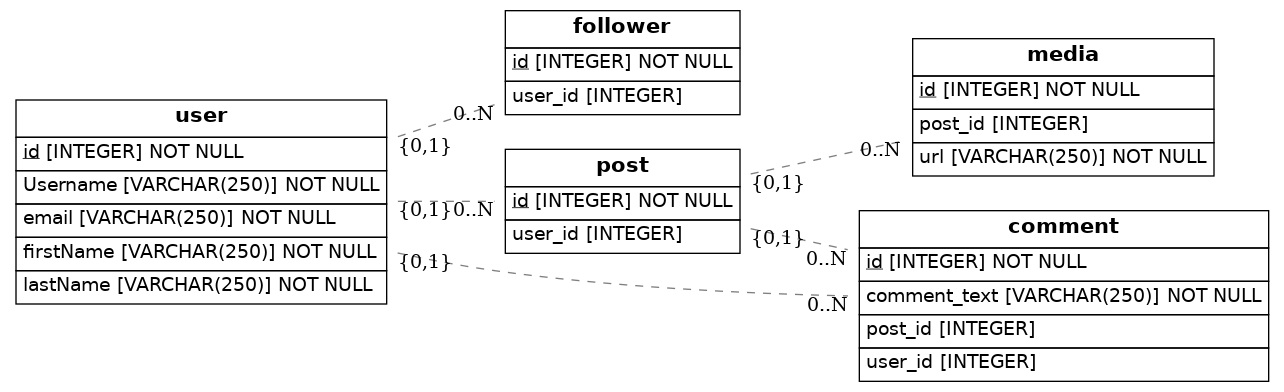 follower
id [INTEGER] NOT NULL
user_id [INTEGER]
user
id [INTEGER] NOT NULL
Username [VARCHAR(250)] NOT NULL
email [VARCHAR(250)] NOT NULL
firstName [VARCHAR(250)] NOT NULL
lastName [VARCHAR(250)] NOT NULL
0..N
{0,1}
{0,1}
0..N
{0,1}
0..N
post
id [INTEGER] NOT NULL
user_id [INTEGER]
0..N
{0,1}
{0,1}
0..N
media
id [INTEGER] NOT NULL
post_id [INTEGER]
url [VARCHAR(250)] NOT NULL
comment
id [INTEGER] NOT NULL
comment_text [VARCHAR(250)] NOT NULL
post_id [INTEGER]
user_id [INTEGER]